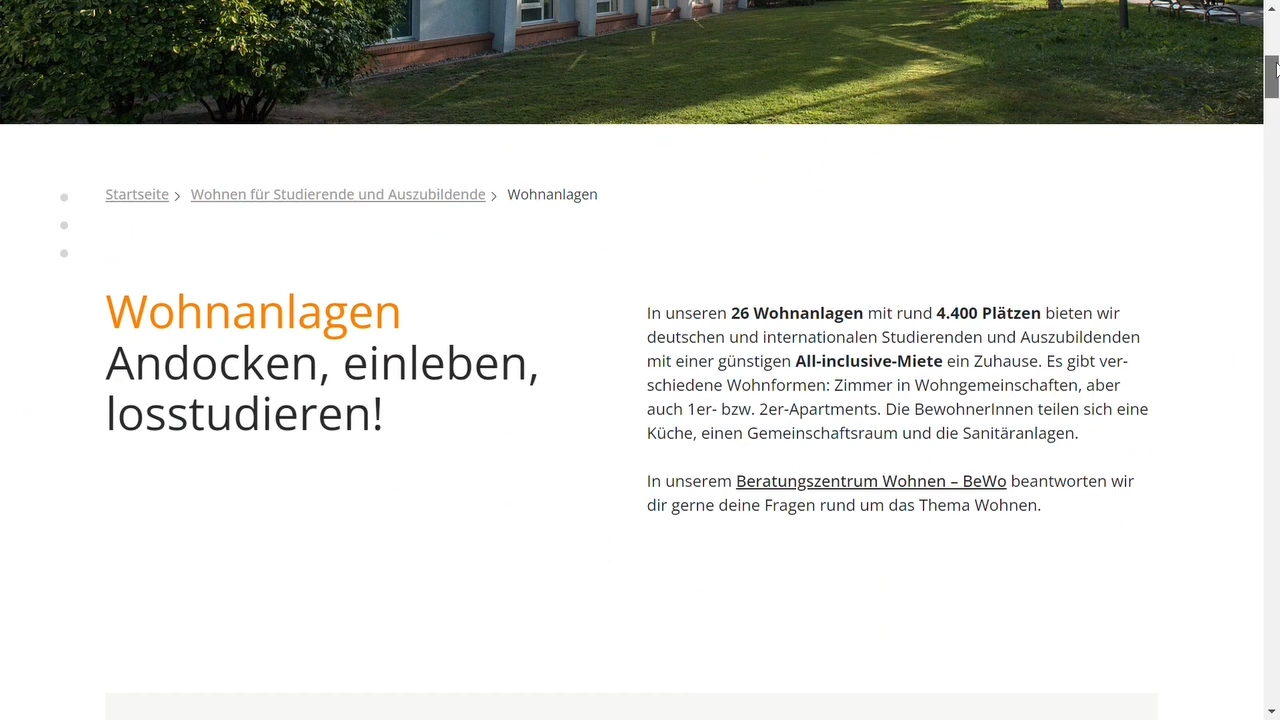 Startseite > Wohnen für Studierende und Auszubildende > Wohnanlagen
Wohnanlagen
Andocken, einleben,
losstudieren!
In unseren 26 Wohnanlagen mit rund 4.400 Plätzen bieten wir
deutschen und internationalen Studierenden und Auszubildenden
mit einer günstigen All-inclusive-Miete ein Zuhause. Es gibt ver-
schiedene Wohnformen: Zimmer in Wohngemeinschaften, aber
auch 1er- bzw. 2er-Apartments. Die BewohnerInnen teilen sich eine
Küche, einen Gemeinschaftsraum und die Sanitäranlagen.
In unserem Beratungszentrum Wohnen – BeWo beantworten wir
dir gerne deine Fragen rund um das Thema Wohnen.